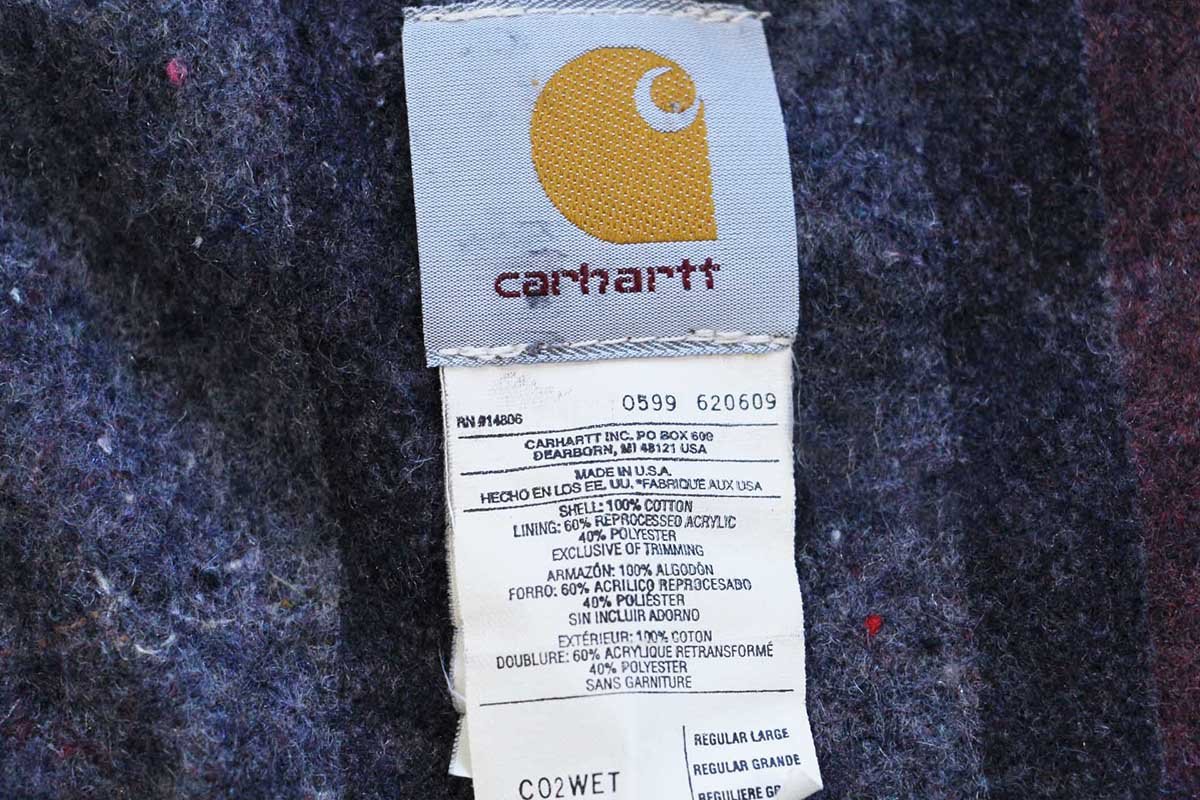 carhartt
RN #14806
0599 620609
CARHARTT INC. PO BOX 600
DEARBORN, MI 48121 USA
MADE IN U.S.A.
HECHO EN LOS EE. UU. *FABRIQUE AUX USA
SHELL: 100% COTTON
LINING: 60% REPROCESSED ACRYLIC
40% POLYESTER
EXCLUSIVE OF TRIMMING
ARMAZÓN: 100% ALGODÓN
FORRO: 60% ACRILICO REPROCESADO
40% POLIÉSTER
SIN INCLUIR ADORNO
EXTÉRIEUR: 100% COTON
DOUBLURE: 60% ACRYLIQUE RETRANSFORMÉ
40% POLYESTER
SANS GARNITURE
REGULAR LARGE
REGULAR GRANDE
REGULIERE
C02WET